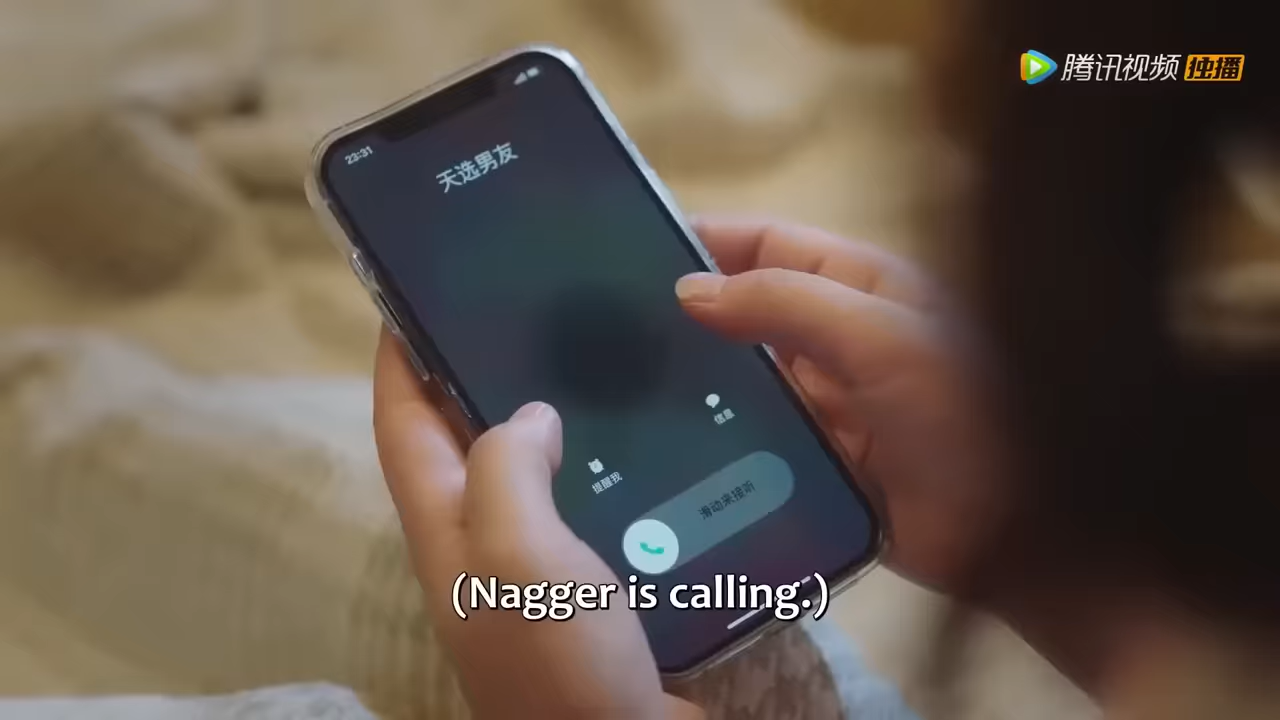 腾讯视频 独播
23:31
天选男友
信息
提醒我
滑动来接听
(Nagger is calling.)